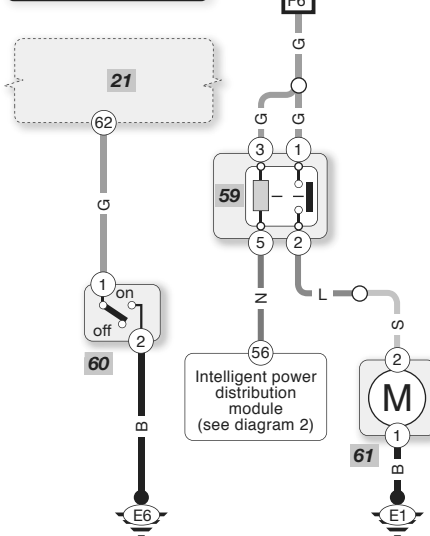 F6
G
21
62
G
G
G
3
1
59
5
2
G
1
on
off
2
60
N
L
S
56
Intelligent power
distribution
module
(see diagram 2)
2
M
1
61
B
B
E6
E1